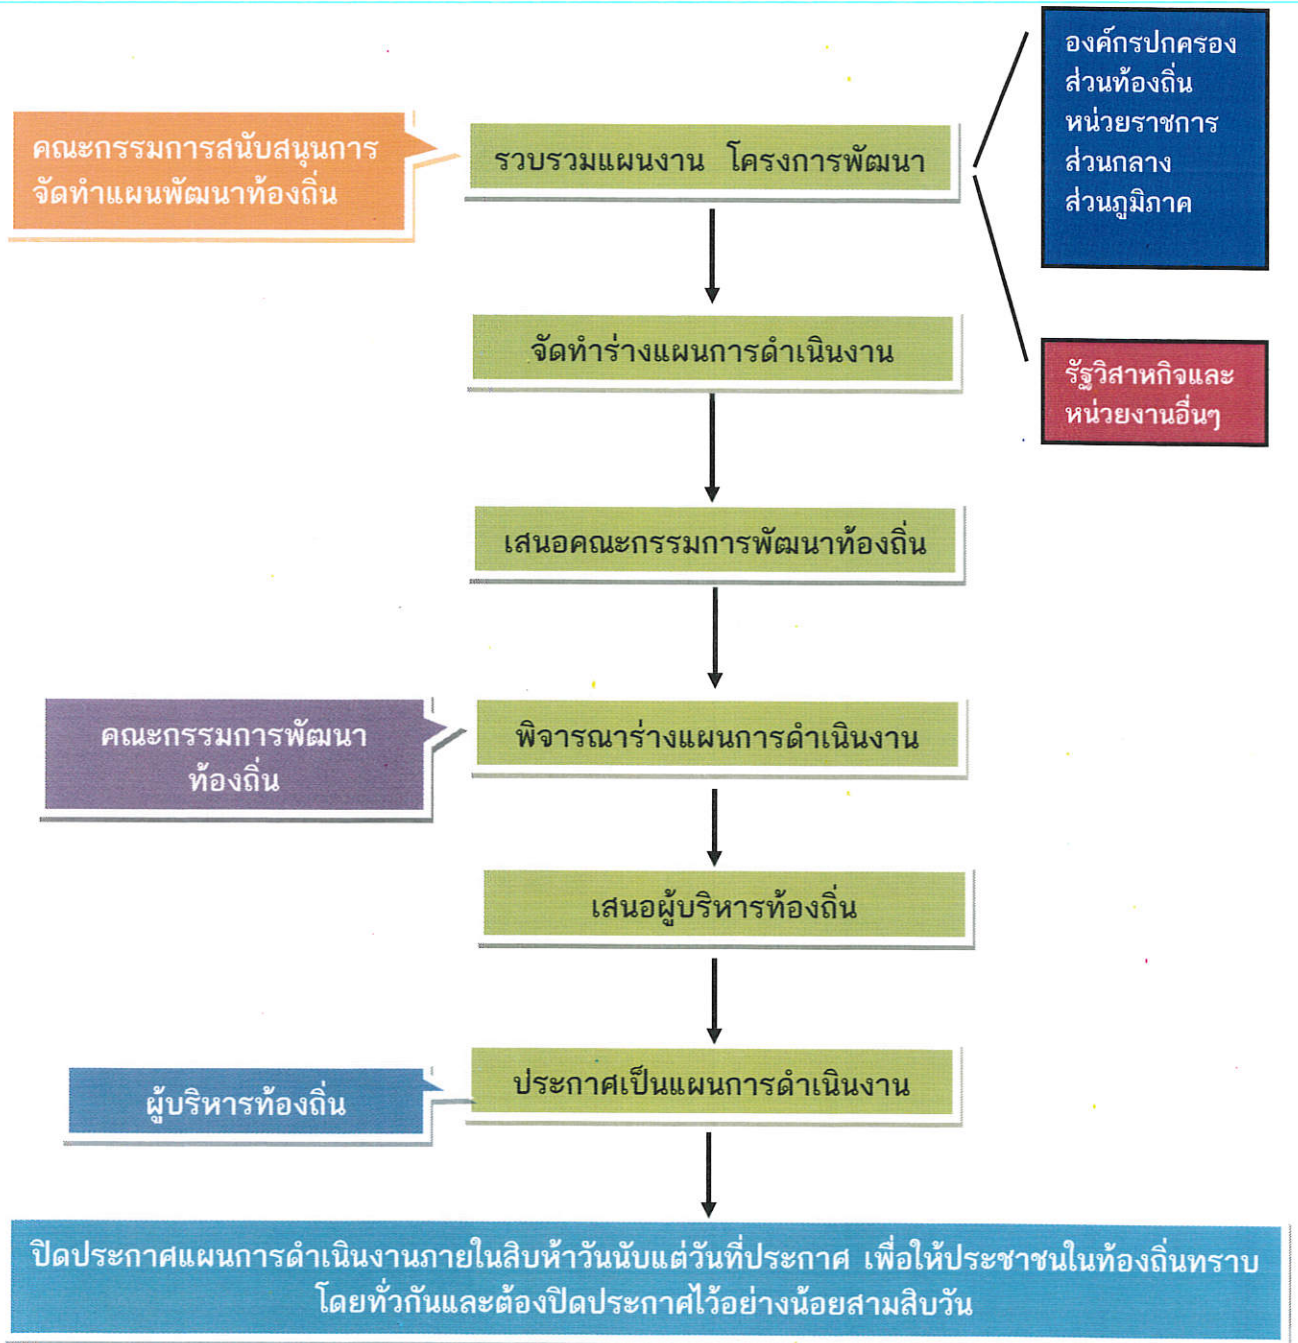 องค์กรปกครอง
ส่วนท้องถิ่น
หน่วยราชการ
ส่วนกลาง
ส่วนภูมิภาค
คณะกรรมการสนับสนุนการ
จัดทำแผนพัฒนาท้องถิ่น
รวบรวมแผนงาน โครงการพัฒนา
จัดทำร่างแผนการดำเนินงาน
รัฐวิสาหกิจและ
หน่วยงานอื่นๆ
เสนอคณะกรรมการพัฒนาท้องถิ่น
คณะกรรมการพัฒนา
ท้องถิ่น
พิจารณาร่างแผนการดำเนินงาน
เสนอผู้บริหารท้องถิ่น
ผู้บริหารท้องถิ่น
ประกาศเป็นแผนการดำเนินงาน
ปิดประกาศแผนการดำเนินงานภายในสิบห้าวันนับแต่วันที่ประกาศ เพื่อให้ประชาชนในท้องถิ่นทราบ
โดยทั่วกันและต้องปิดประกาศไว้อย่างน้อยสามสิบวัน